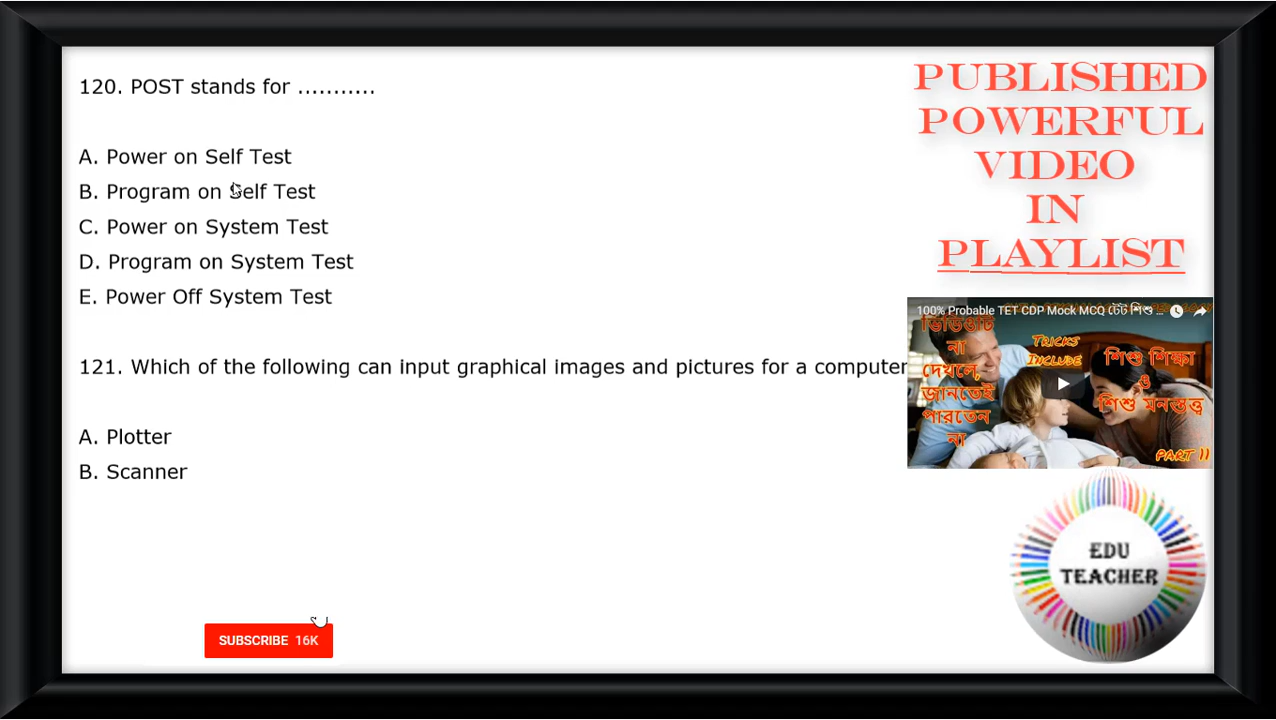 120. POST stands for ...........
A. Power on Self Test
B. Program on Self Test
C. Power on System Test
D. Program on System Test
E. Power Off System Test
121. Which of the following can input graphical images and pictures for a computer
A. Plotter
B. Scanner
SUBSCRIBE 16K
PUBLISHED
POWERFUL
VIDEO
IN
PLAYLIST
100% Probable TET CDP Mock MCQ টেট শিশু ...
ভিডিওটি
না
দেখলে,
জানতেই
পারতেন
না
TRICKS
INCLUDE
শিশু শিক্ষা
ও
শিশু মনস্তত্ত্ব
PART 11
EDU
TEACHER